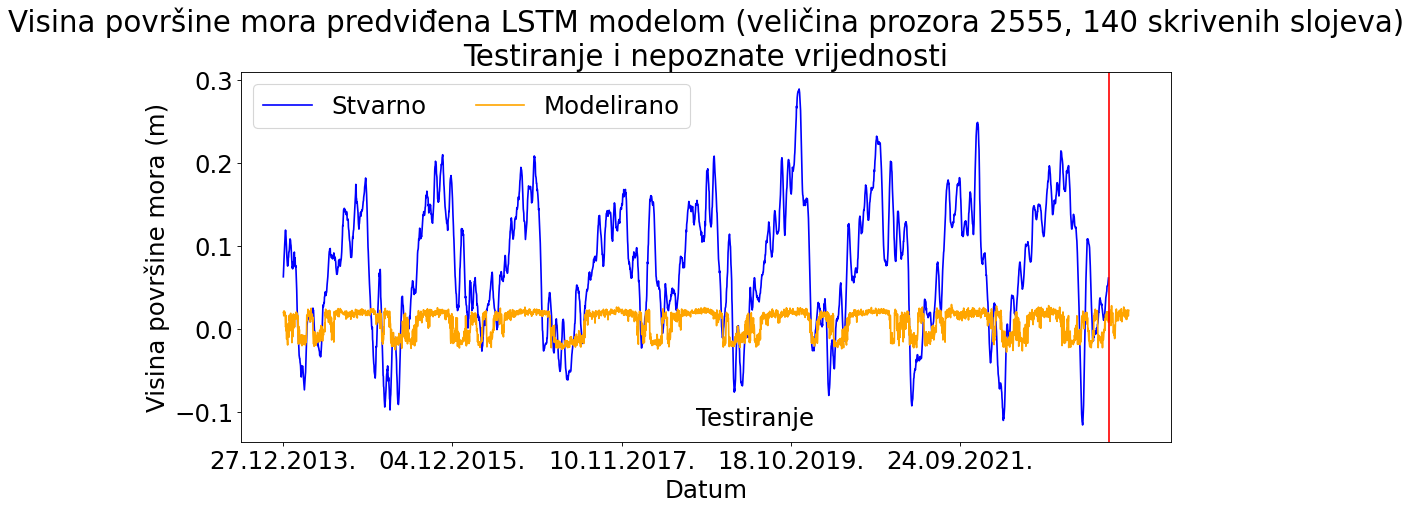 Visina površine mora predviđena LSTM modelom (veličina prozora 2555, 140 skrivenih slojeva)
Testiranje i nepoznate vrijednosti
Stvarno
Modelirano
Visina površine mora (m)
0.3
0.2
0.1
0.0
−0.1
Testiranje
27.12.2013.
04.12.2015.
10.11.2017.
18.10.2019.
24.09.2021.
Datum